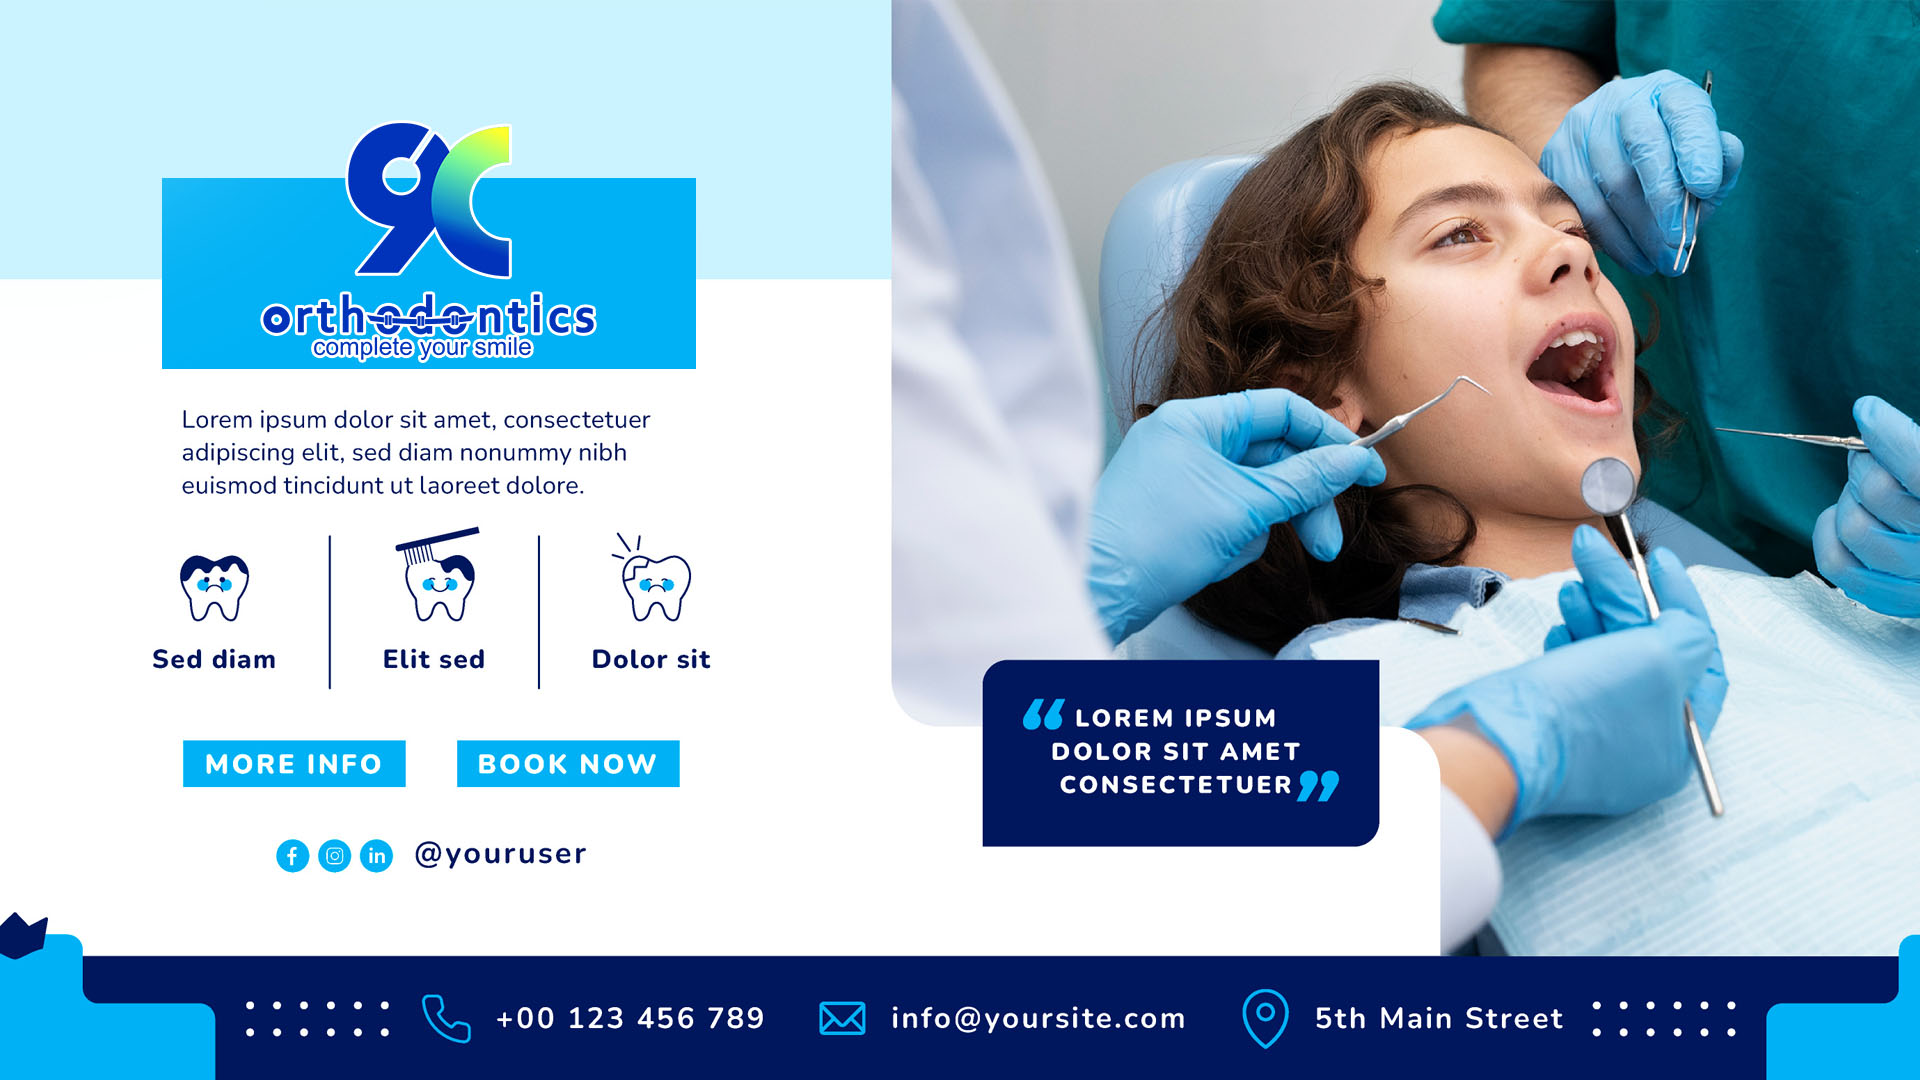 9C
orthodontics
complete your smile
Lorem ipsum dolor sit amet, consectetuer
adipiscing elit, sed diam nonummy nibh
euismod tincidunt ut laoreet dolore.
Sed diam
Elit sed
Dolor sit
MORE INFO
BOOK NOW
f in @youruser
“LOREM IPSUM
DOLOR SIT AMET
CONSECTETUER”
+00 123 456 789
info@yoursite.com
5th Main Street